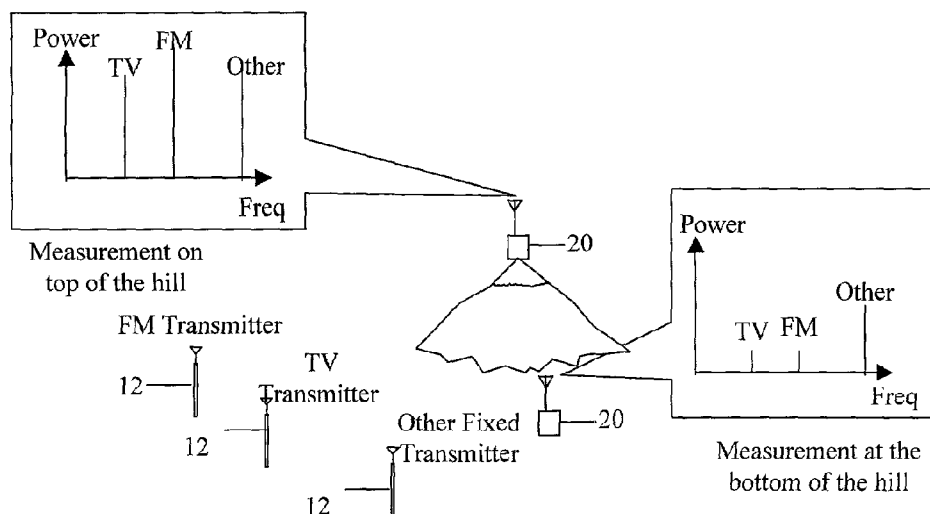 Power
FM
TV
Other
Freq
Measurement on
top of the hill
20
Power
Other
TV
FM
Freq
Measurement at the
bottom of the hill
FM Transmitter
12
TV
Transmitter
12
Other Fixed
Transmitter
12
20